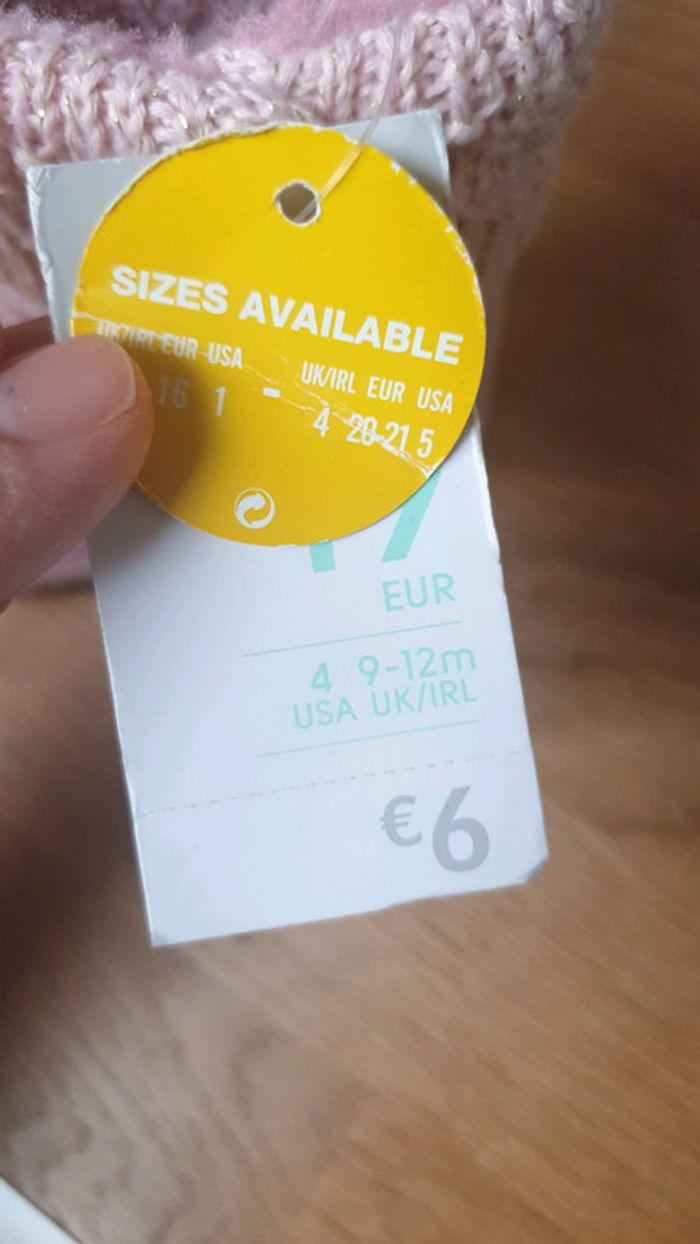 SIZES AVAILABLE
UK/IRL EUR USA
UK/IRL EUR USA
16 1 -
4 20-21 5
EUR
4 9-12m
USA UK/IRL
€6